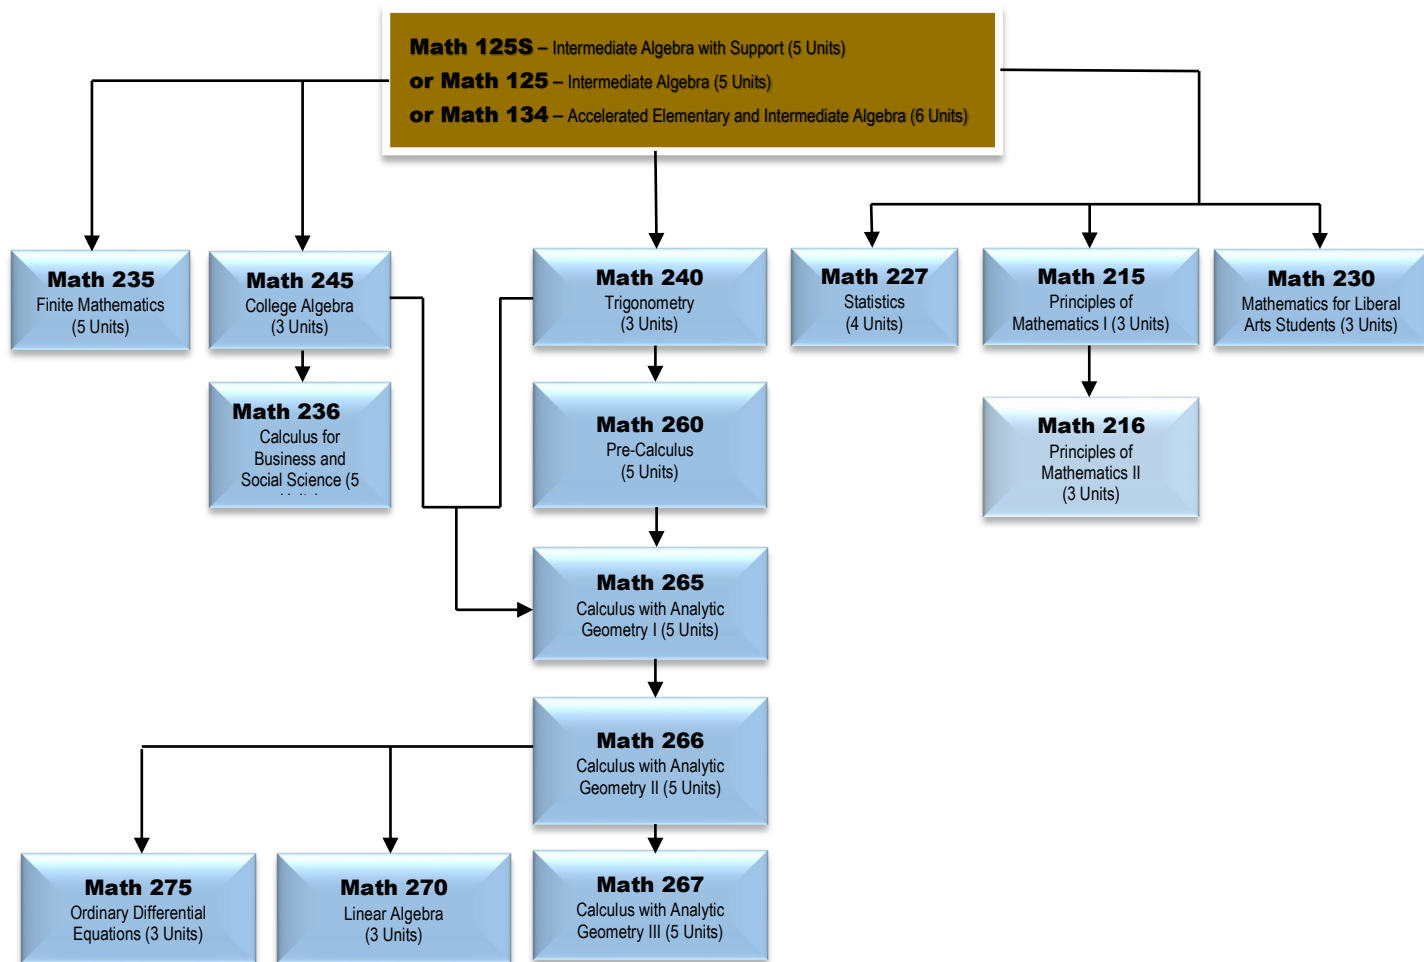 Math 125S – Intermediate Algebra with Support (5 Units)
or Math 125 – Intermediate Algebra (5 Units)
or Math 134 – Accelerated Elementary and Intermediate Algebra (6 Units)
Math 235
Finite Mathematics
(5 Units)
Math 245
College Algebra
(3 Units)
Math 240
Trigonometry
(3 Units)
Math 227
Statistics
(4 Units)
Math 215
Principles of
Mathematics I (3 Units)
Math 230
Mathematics for Liberal
Arts Students (3 Units)
Math 236
Calculus for
Business and
Social Science (5
Math 260
Pre-Calculus
(5 Units)
Math 216
Principles of
Mathematics II
(3 Units)
Math 265
Calculus with Analytic
Geometry I (5 Units)
Math 266
Calculus with Analytic
Geometry II (5 Units)
Math 275
Ordinary Differential
Equations (3 Units)
Math 270
Linear Algebra
(3 Units)
Math 267
Calculus with Analytic
Geometry III (5 Units)